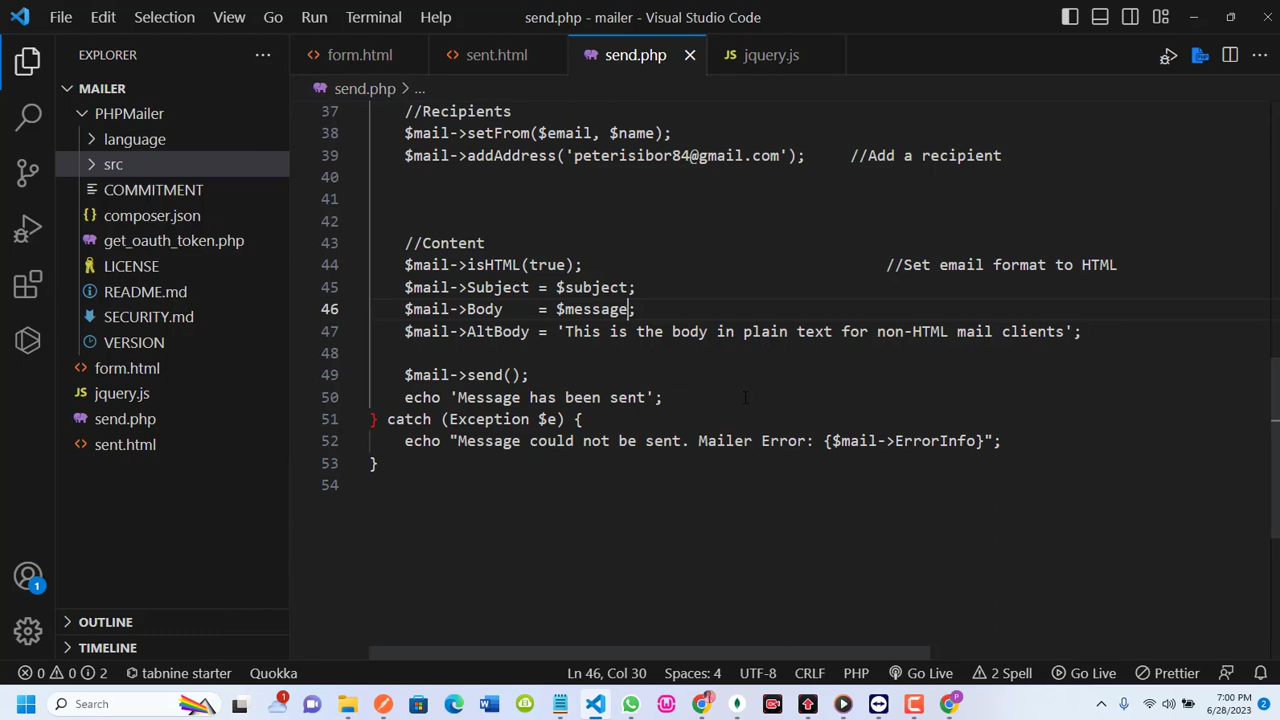 File Edit Selection View Go Run Terminal Help send.php - mailer - Visual Studio Code
EXPLORER
form.html sent.html send.php jquery.js
MAILER
send.php > ...
PHPMailer
language
src
COMMITMENT
composer.json
get_oauth_token.php
LICENSE
README.md
SECURITY.md
VERSION
form.html
jquery.js
send.php
sent.html
OUTLINE
TIMELINE
1
37 //Recipients
38 $mail->setFrom($email, $name);
39 $mail->addAddress('peterisibor84@gmail.com'); //Add a recipient
40
41
42
43 //Content
44 $mail->isHTML(true); //Set email format to HTML
45 $mail->Subject = $subject;
46 $mail->Body = $message;
47 $mail->AltBody = 'This is the body in plain text for non-HTML mail clients';
48
49 $mail->send();
50 echo 'Message has been sent';
51 } catch (Exception $e) {
52 echo "Message could not be sent. Mailer Error: {$mail->ErrorInfo}";
53 }
54
0 0 2 tabnine starter Quokka Ln 46, Col 30 Spaces: 4 UTF-8 CRLF PHP Go Live 2 Spell Go Live Prettier
Search 1 7:00 PM
6/28/2023 2